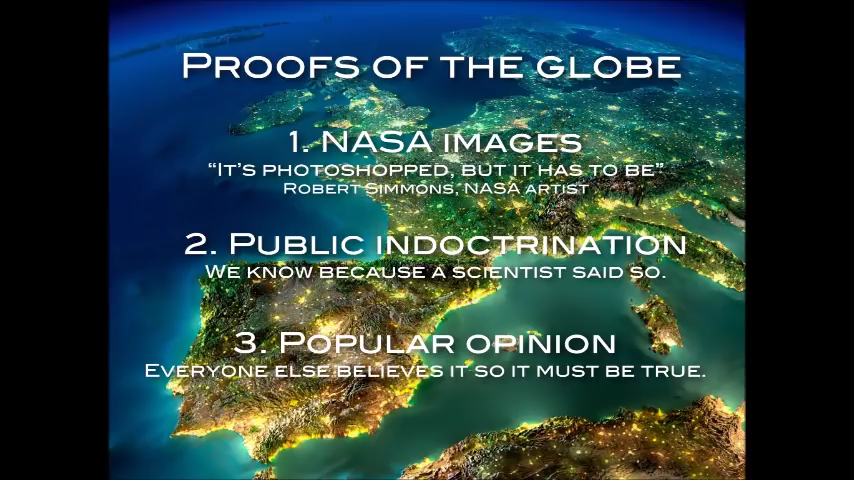 PROOFS OF THE GLOBE
1. NASA IMAGES
“IT’S PHOTOSHOPPED, BUT IT HAS TO BE”
ROBERT SIMMONS, NASA ARTIST
2. PUBLIC INDOCTRINATION
WE KNOW BECAUSE A SCIENTIST SAID SO.
3. POPULAR OPINION
EVERYONE ELSE BELIEVES IT SO IT MUST BE TRUE.